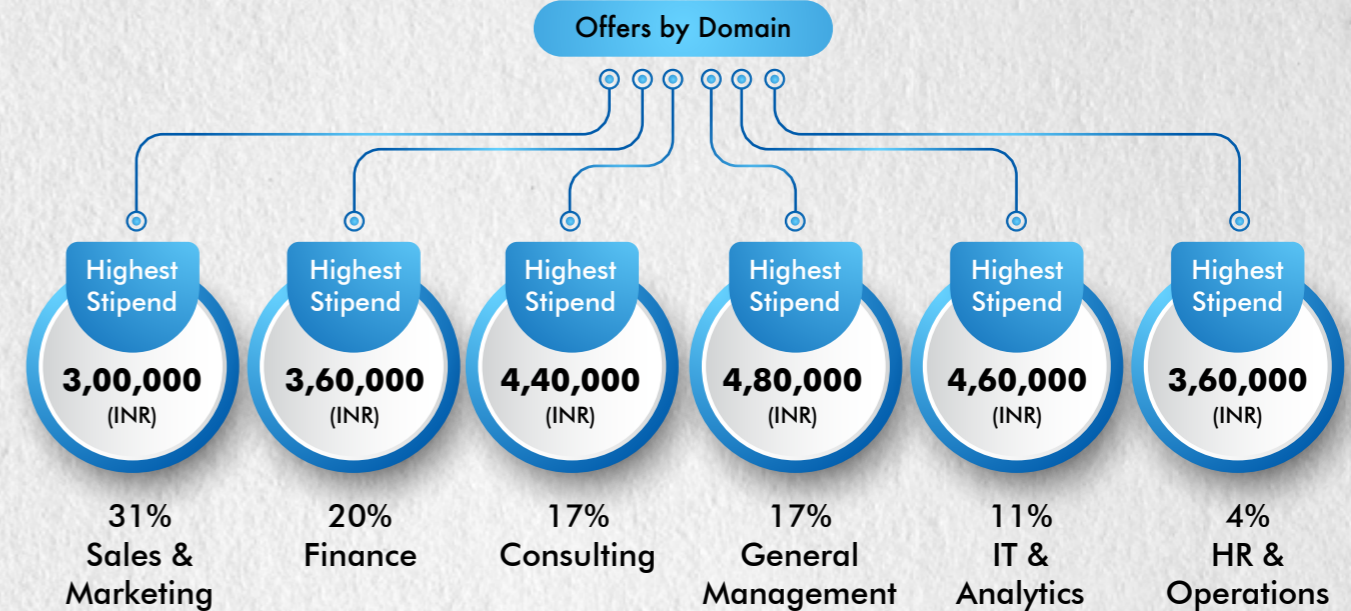 Offers by Domain
Highest
Stipend
3,00,000
(INR)
31%
Sales &
Marketing
Highest
Stipend
3,60,000
(INR)
20%
Finance
Highest
Stipend
4,40,000
(INR)
17%
Consulting
Highest
Stipend
4,80,000
(INR)
17%
General
Management
Highest
Stipend
4,60,000
(INR)
11%
IT &
Analytics
Highest
Stipend
3,60,000
(INR)
4%
HR &
Operations